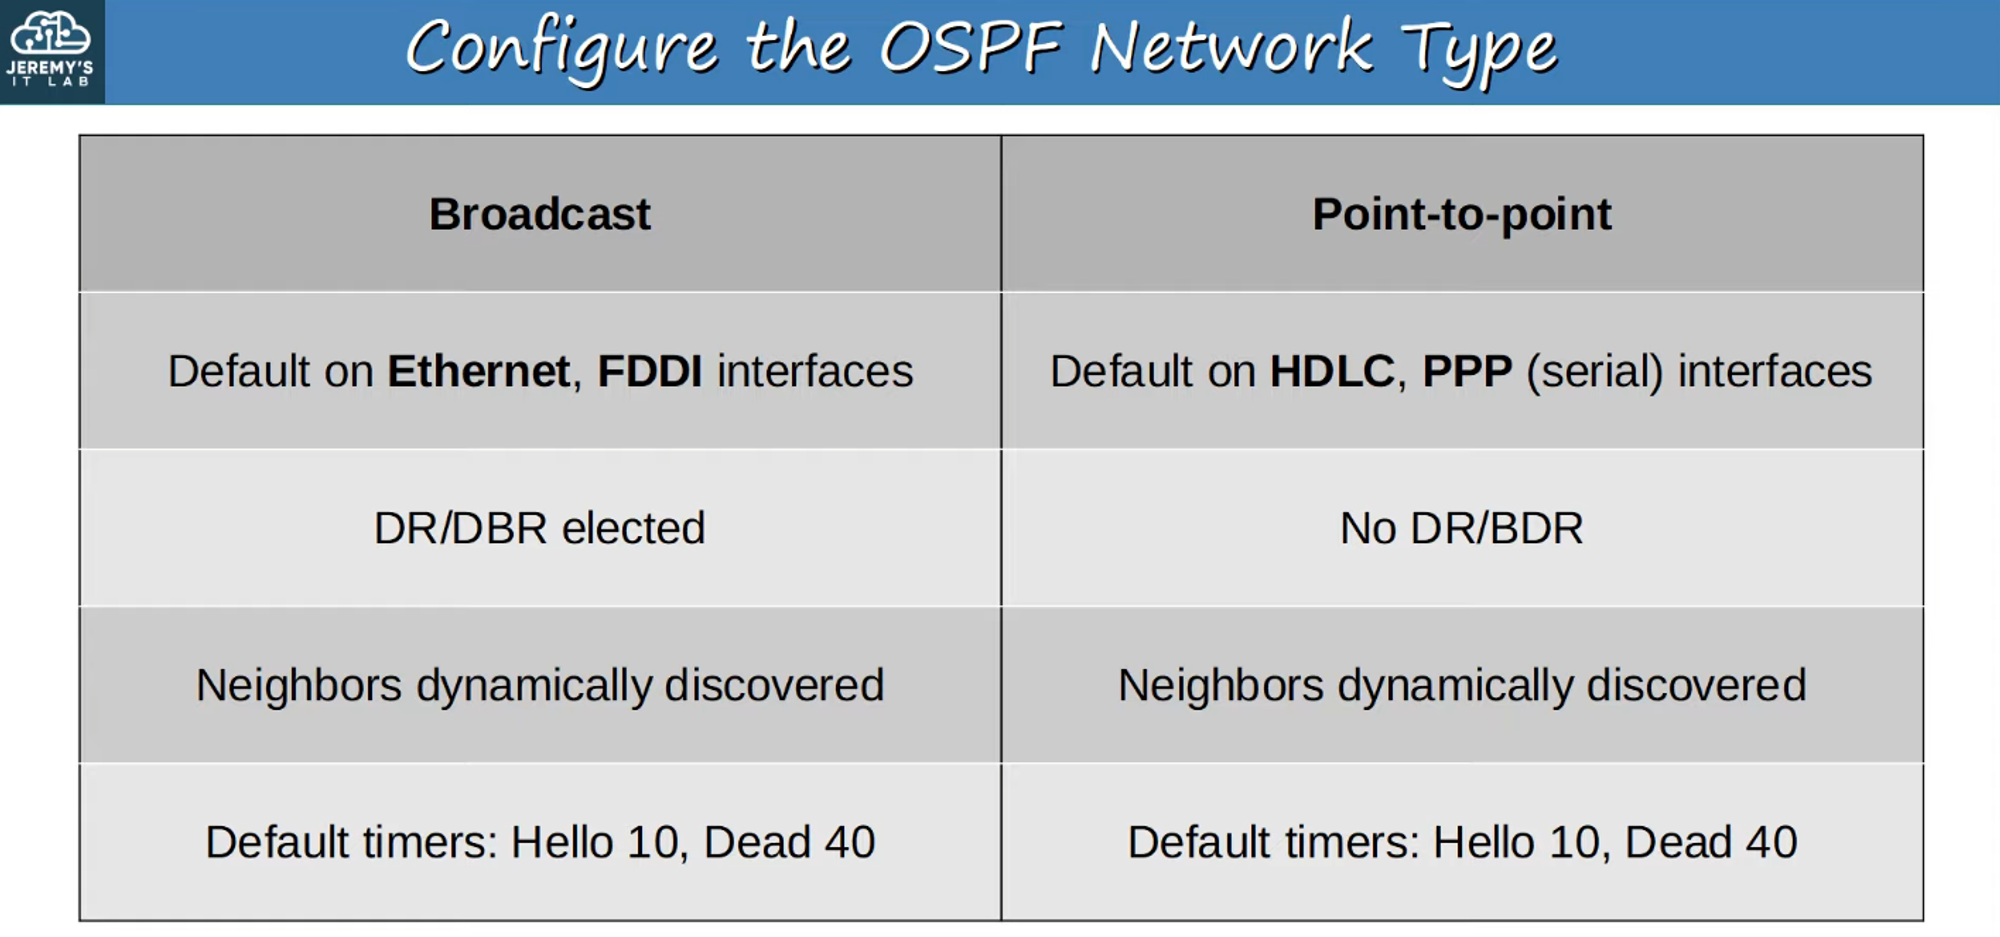 JEREMY'S
IT LAB
Configure the OSPF Network Type
Broadcast
Point-to-point
Default on Ethernet, FDDI interfaces
Default on HDLC, PPP (serial) interfaces
DR/DBR elected
No DR/BDR
Neighbors dynamically discovered
Neighbors dynamically discovered
Default timers: Hello 10, Dead 40
Default timers: Hello 10, Dead 40